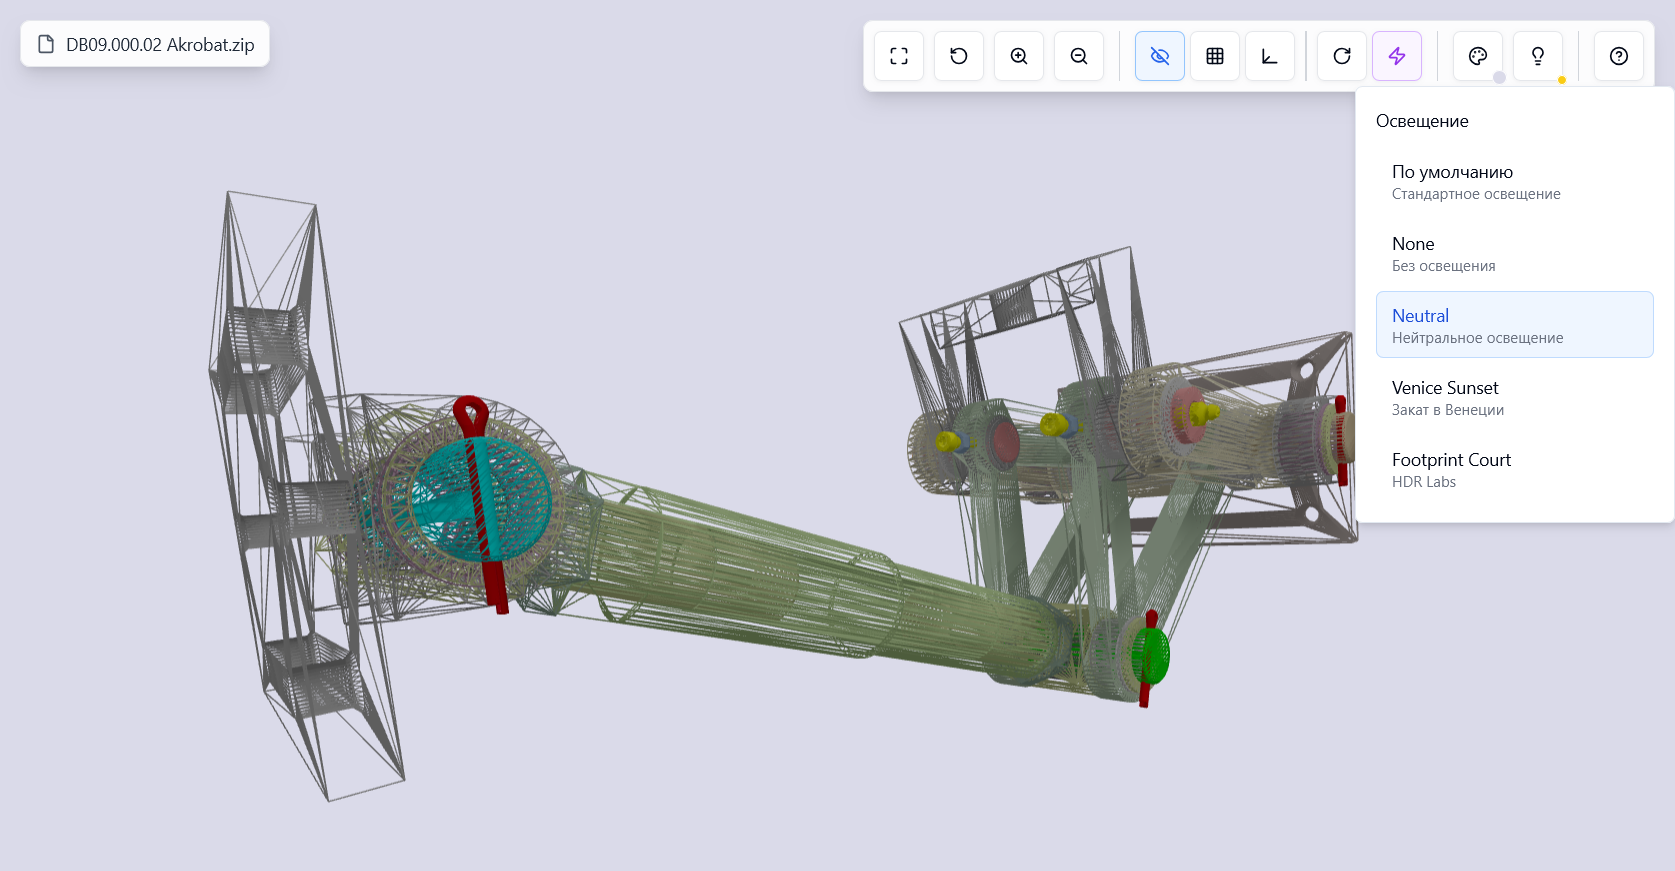 DB09.000.02 Akrobat.zip
Освещение
По умолчанию
Стандартное освещение
None
Без освещения
Neutral
Нейтральное освещение
Venice Sunset
Закат в Венеции
Footprint Court
HDR Labs